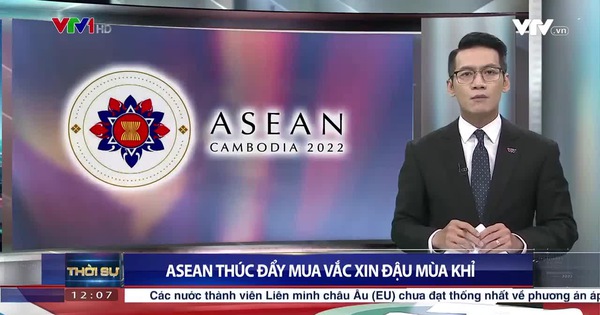 VTV1 HD
VTV.vn
ASEAN
CAMBODIA 2022
THỜI SỰ
ASEAN THÚC ĐẨY MUA VẮC XIN ĐẬU MÙA KHỈ
12:07
Các nước thành viên Liên minh châu Âu (EU) chưa đạt thống nhất về phương án áp